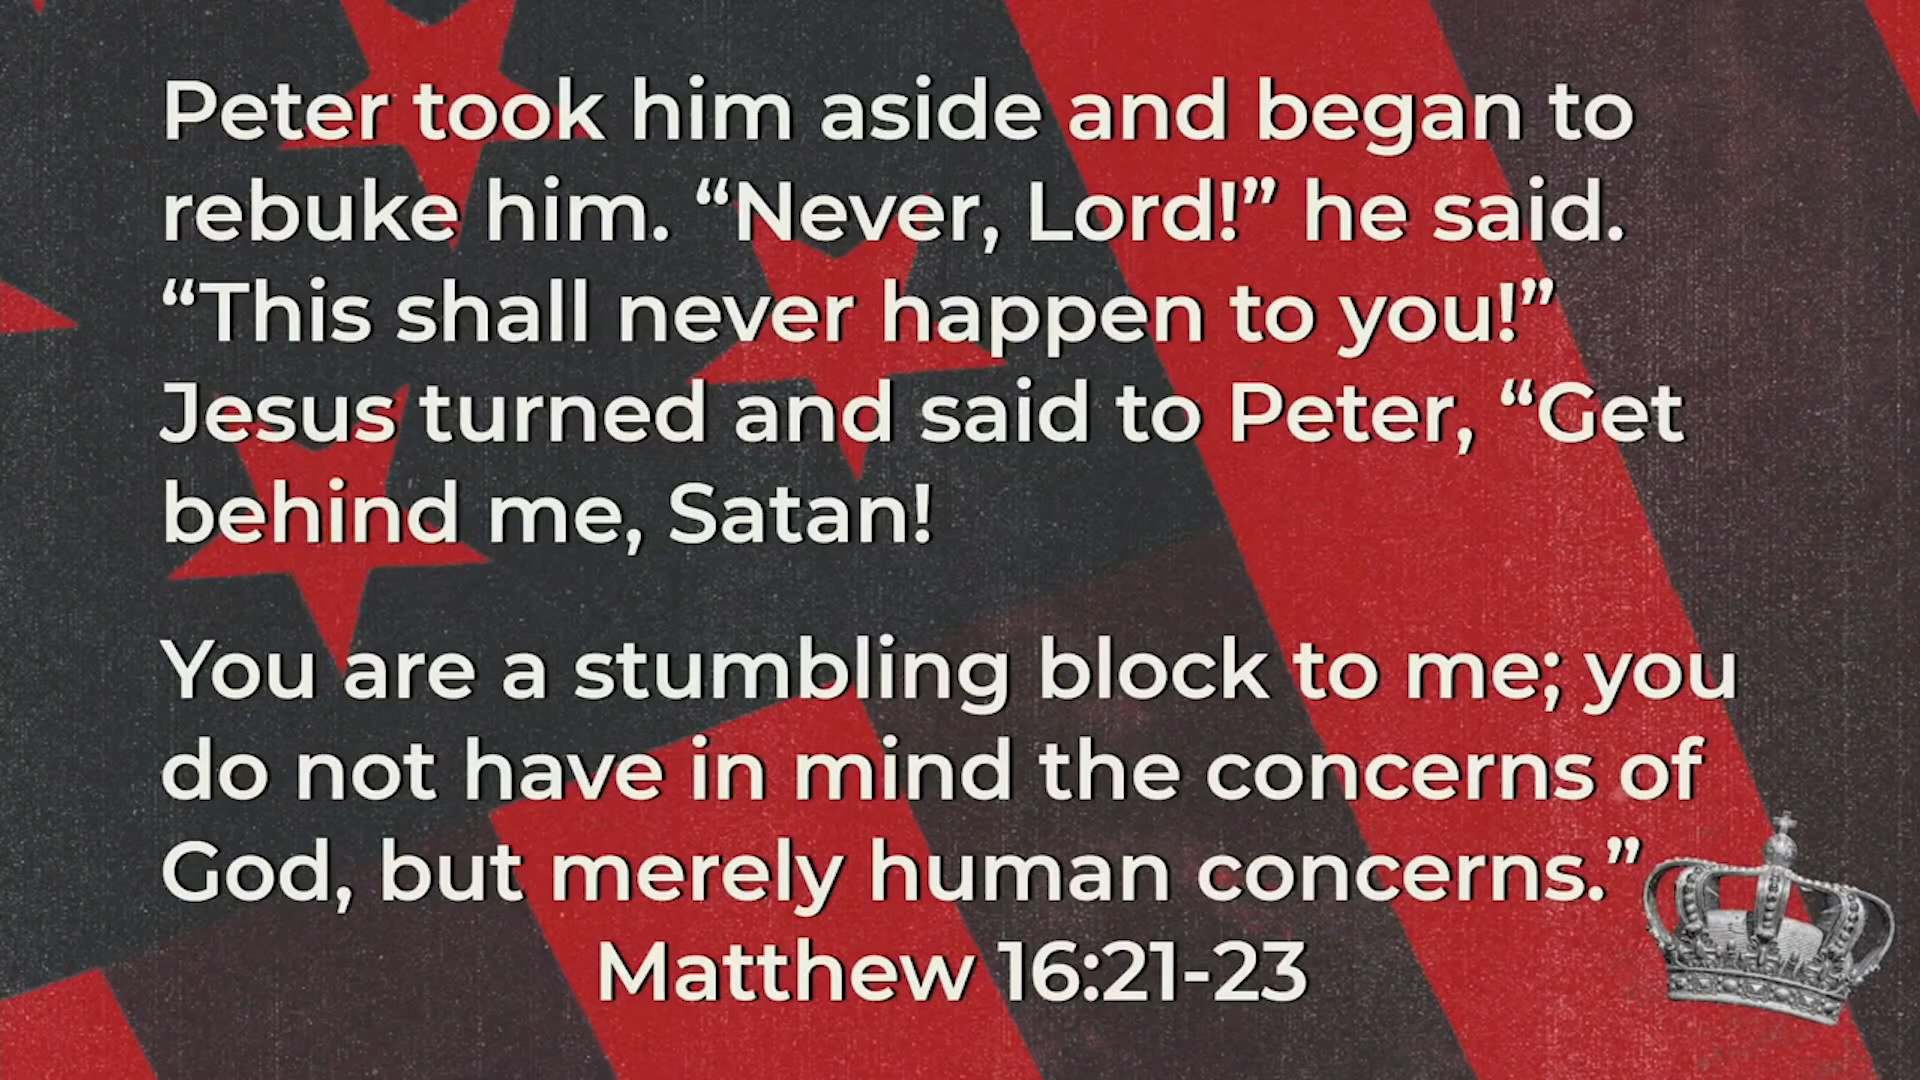 Peter took him aside and began to
rebuke him. “Never, Lord!” he said.
“This shall never happen to you!”
Jesus turned and said to Peter, “Get
behind me, Satan!
You are a stumbling block to me; you
do not have in mind the concerns of
God, but merely human concerns.”
Matthew 16:21-23